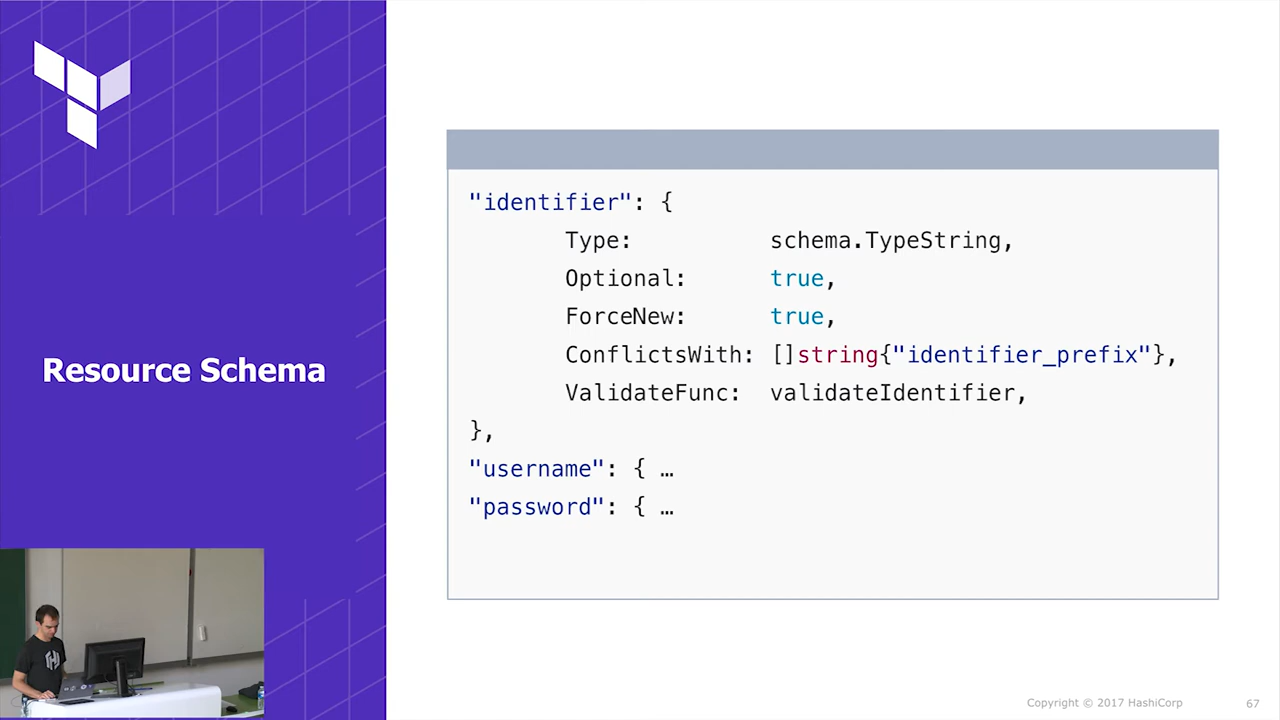 Resource Schema
"identifier": {
Type: schema.TypeString,
Optional: true,
ForceNew: true,
ConflictsWith: []string{"identifier_prefix"},
ValidateFunc: validateIdentifier,
},
"username": { …
"password": { …
Copyright © 2017 HashiCorp
67